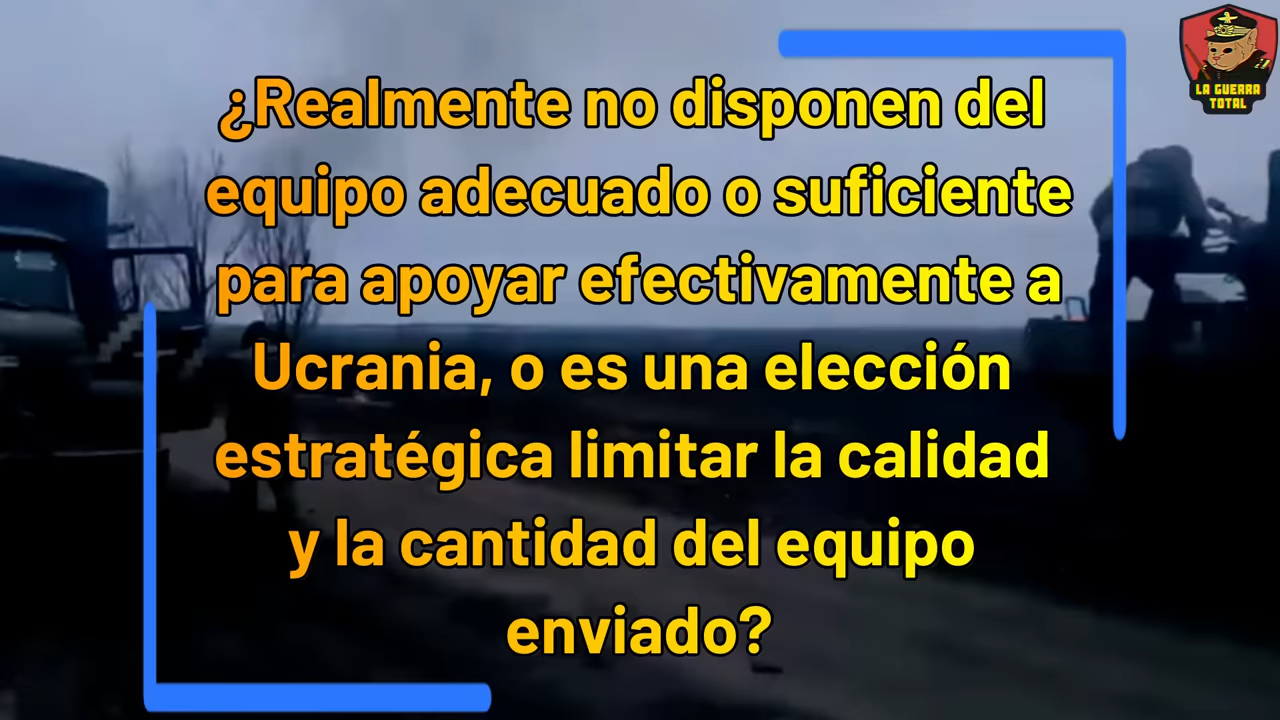 ¿Realmente no disponen del
equipo adecuado o suficiente
para apoyar efectivamente a
Ucrania, o es una elección
estratégica limitar la calidad
y la cantidad del equipo
enviado?
LA GUERRA
TOTAL